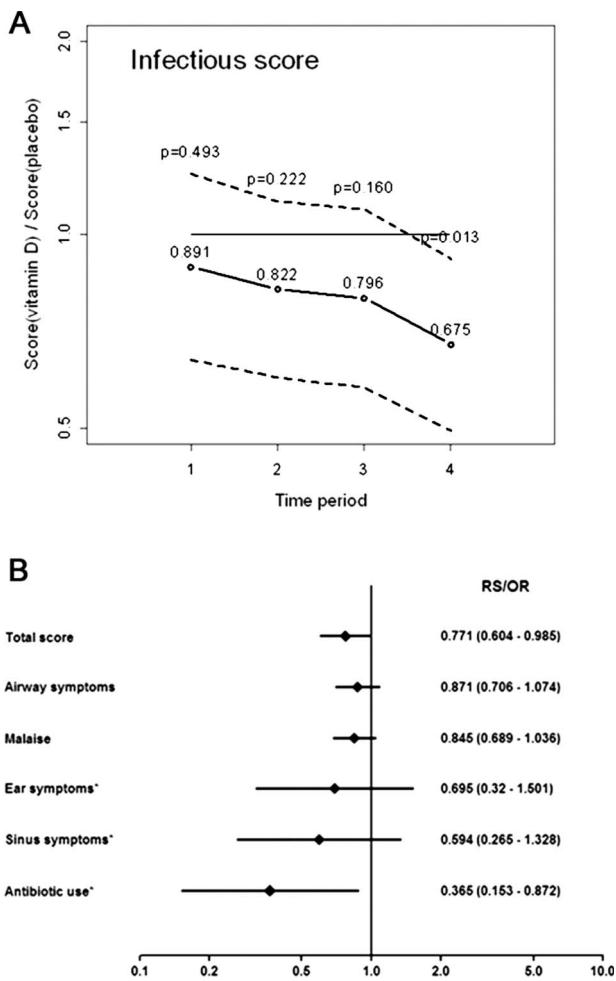 A
Infectious score
2.0
1.5
1.0
0.5
Score(vitamin D) / Score(placebo)
p=0.493
p=0.222
p=0.160
p=0.013
0.891
0.822
0.796
0.675
1 2 3 4
Time period
B
RS/OR
Total score 0.771 (0.604 - 0.985)
Airway symptoms 0.871 (0.706 - 1.074)
Malaise 0.845 (0.689 - 1.036)
Ear symptoms* 0.695 (0.32 - 1.501)
Sinus symptoms* 0.594 (0.265 - 1.328)
Antibiotic use* 0.365 (0.153 - 0.872)
0.1 0.2 0.5 1.0 2.0 5.0 10.0